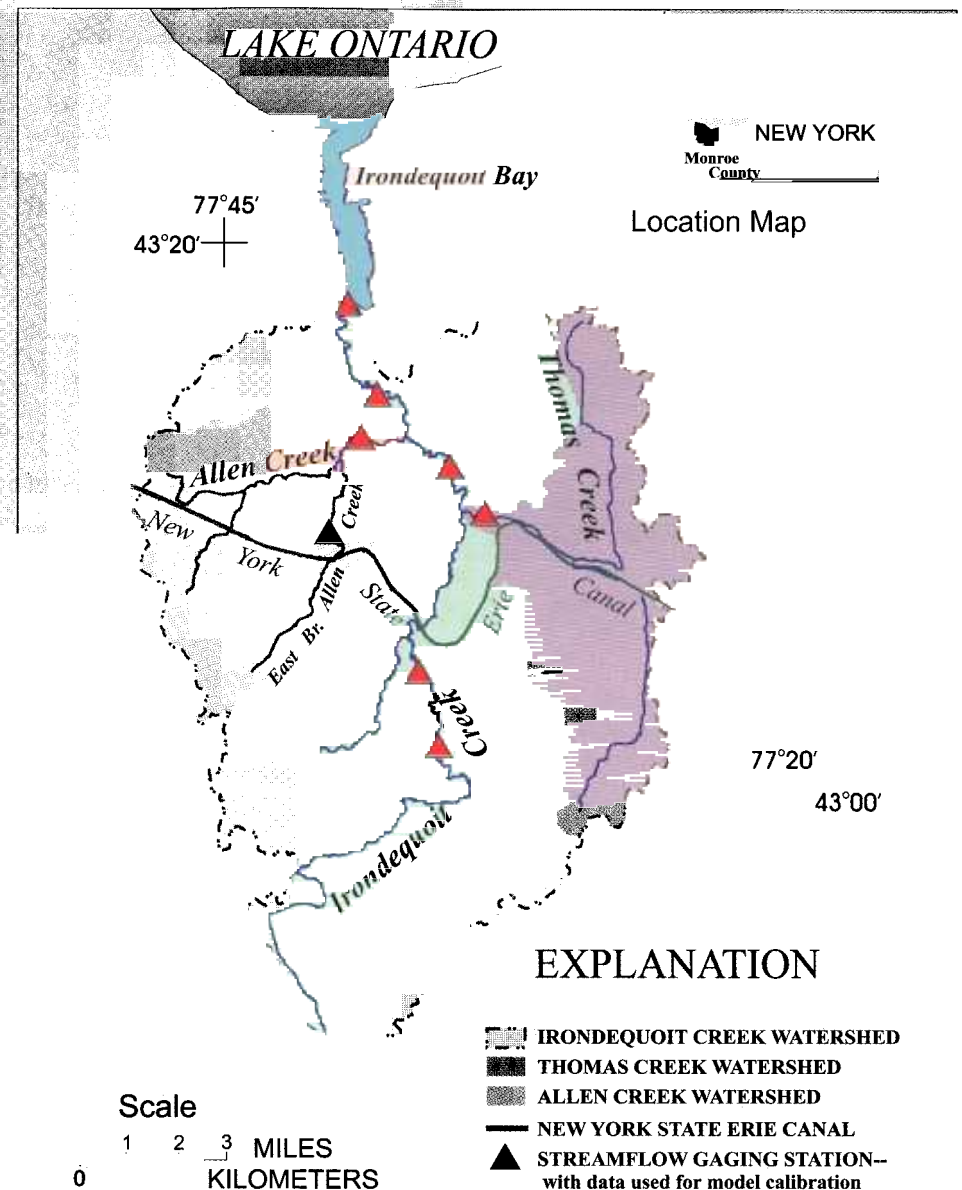 LAKE ONTARIO
NEW YORK
Monroe
County
Location Map
Irondequoit Bay
77°45′
43°20′
Thomas Creek
Allen Creek
Creek
New York State Erie Canal
East Br. Allen
Irondequoit Creek
77°20′
43°00′
EXPLANATION
IRONDEQUOIT CREEK WATERSHED
THOMAS CREEK WATERSHED
ALLEN CREEK WATERSHED
NEW YORK STATE ERIE CANAL
STREAMFLOW GAGING STATION--
with data used for model calibration
Scale
1 2 3 MILES
0 KILOMETERS